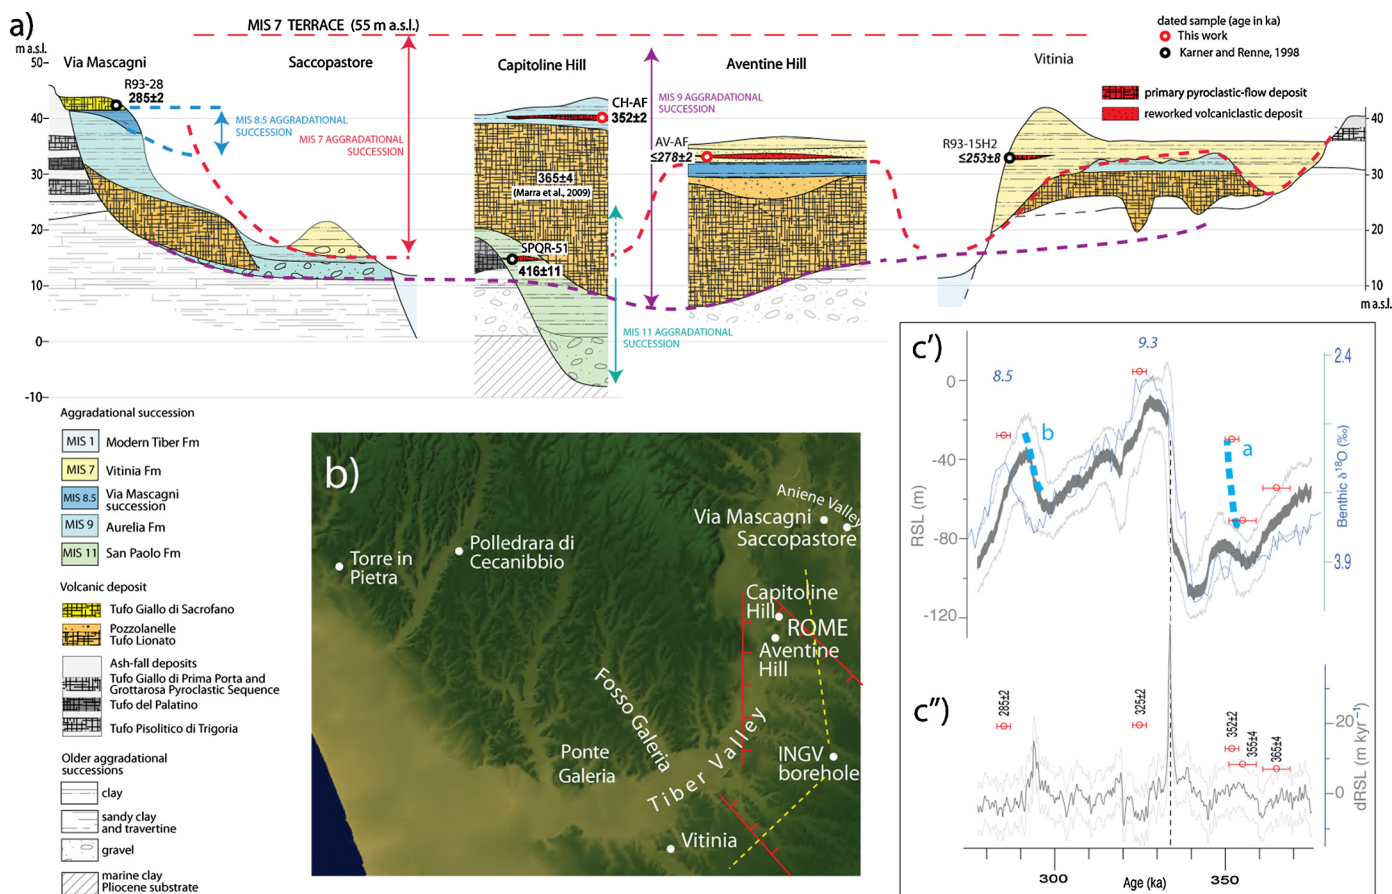 a)
MIS 7 TERRACE (55 m a.s.l.)
m a.s.l.
50
40
30
20
10
0
-10
Via Mascagni
Saccopastore
Capitoline Hill
Aventine Hill
Vitinia
dated sample (age in ka)
This work
Karner and Renne, 1998
primary pyroclastic-flow deposit
reworked volcaniclastic deposit
R93-28
285±2
MIS 8.5 AGGRADATIONAL
SUCCESSION
MIS 7 AGGRADATIONAL
SUCCESSION
CH-AF
352±2
365±4
(Marra et al., 2009)
SPQR-51
416±11
MIS 9 AGGRADATIONAL
SUCCESSION
MIS 11 AGGRADATIONAL
SUCCESSION
AV-AF
≤278±2
R93-15H2
≤253±8
40
30
20
10
m a.s.l.
Aggradational succession
MIS 1 Modern Tiber Fm
MIS 7 Vitinia Fm
MIS 8.5 Via Mascagni
succession
MIS 9 Aurelia Fm
MIS 11 San Paolo Fm
Volcanic deposit
Tufo Giallo di Sacrofano
Pozzolanelle
Tufo Lionato
Ash-fall deposits
Tufo Giallo di Prima Porta and
Grottarosa Pyroclastic Sequence
Tufo del Palatino
Tufo Pisolitico di Trigoria
Older aggradational
successions
clay
sandy clay
and travertine
gravel
marine clay
Pliocene substrate
b)
Aniene Valley
Via Mascagni
Saccopastore
Torre in
Pietra
Polledrara di
Cecanibbio
Capitoline
Hill
ROME
Aventine
Hill
Fosso Galeria
Ponte
Galeria
Tiber Valley
INGV
borehole
Vitinia
c')
8.5
9.3
2.4
3.9
Benthic δ18O (‰)
0
-40
-80
-120
RSL (m)
b
a
c")
285±2
325±2
352±2
355±4
365±4
20
0
dRSL (m kyr⁻¹)
300
350
Age (ka)